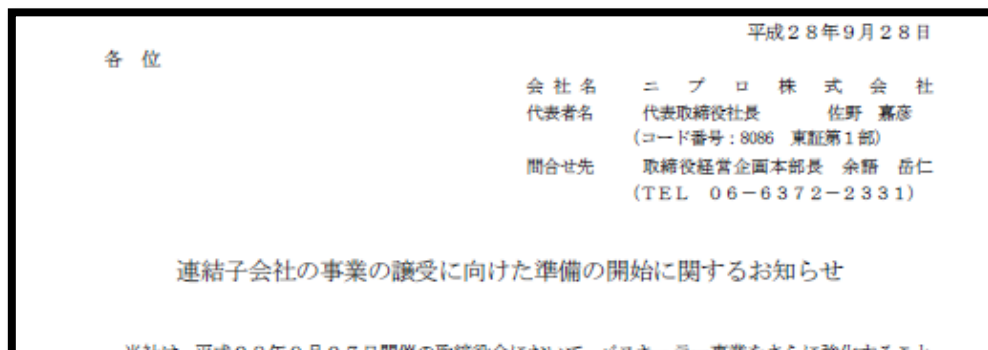 平成28年9月28日
各 位
会 社 名 ニ プ ロ 株 式 会 社
代表者名 代表取締役社長 佐野 嘉彦
(コード番号:8086 東証第1部)
問合せ先 取締役経営企画本部長 余語 岳仁
(TEL 06-6372-2331)
連結子会社の事業の譲受に向けた準備の開始に関するお知らせ